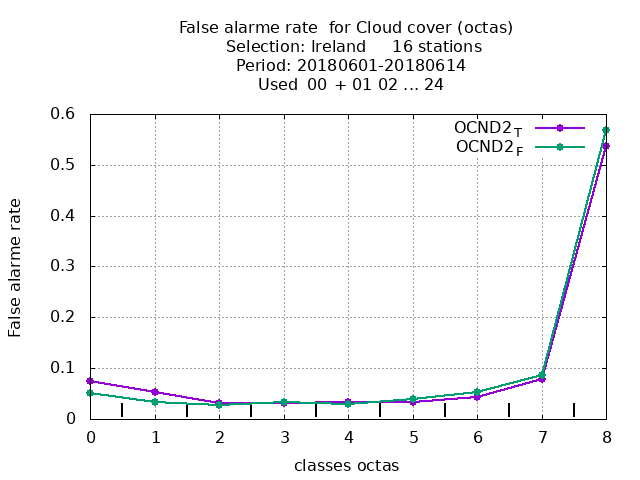 False alarme rate  for Cloud cover (octas)
Selection: Ireland     16 stations
Period: 20180601-20180614
Used  00 + 01 02 ... 24
OCND2T
OCND2F
0.6
0.5
0.4
0.3
0.2
0.1
0
False alarme rate
0 1 2 3 4 5 6 7 8
classes octas